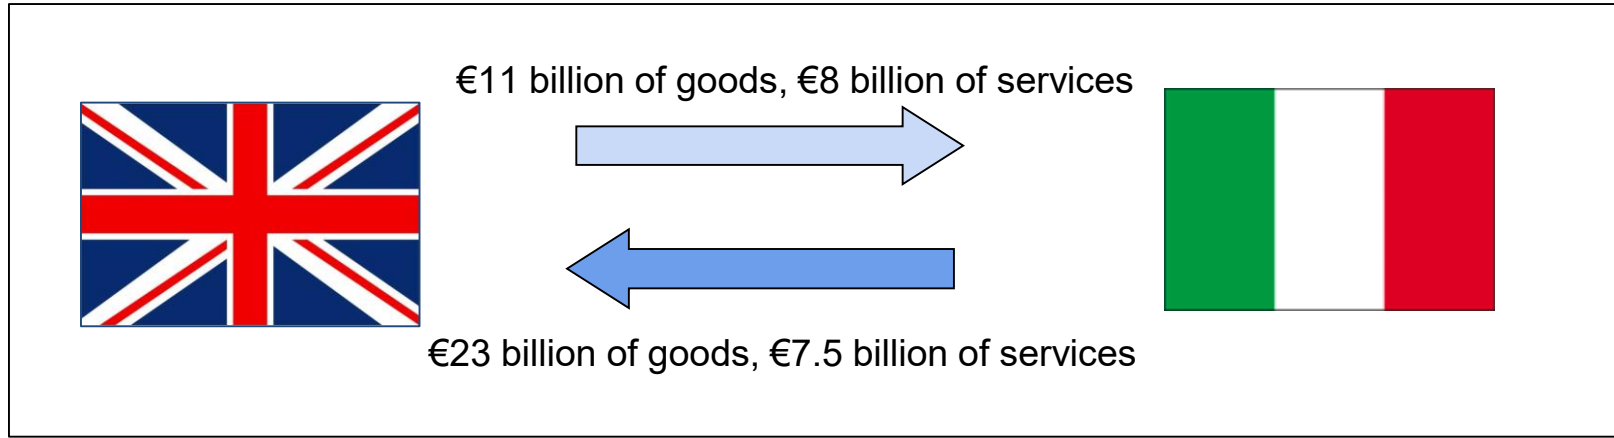 €11 billion of goods, €8 billion of services
€23 billion of goods, €7.5 billion of services